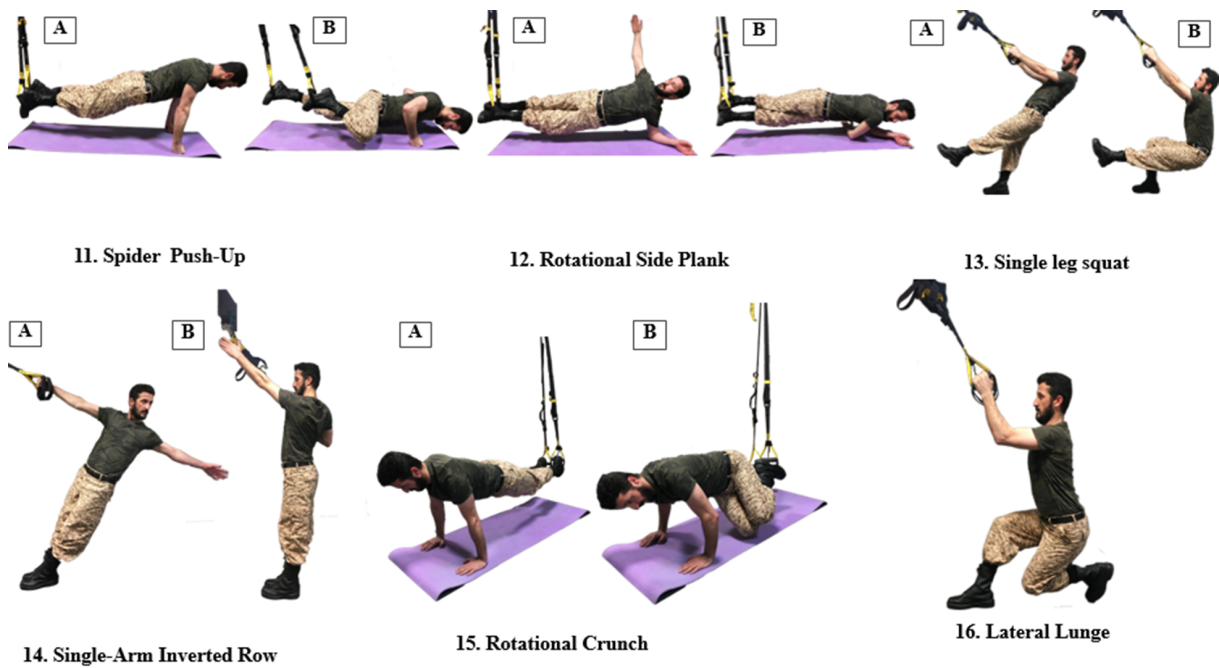 A
B
A
B
A
B
11. Spider Push-Up
12. Rotational Side Plank
13. Single leg squat
A
B
A
B
14. Single-Arm Inverted Row
15. Rotational Crunch
16. Lateral Lunge